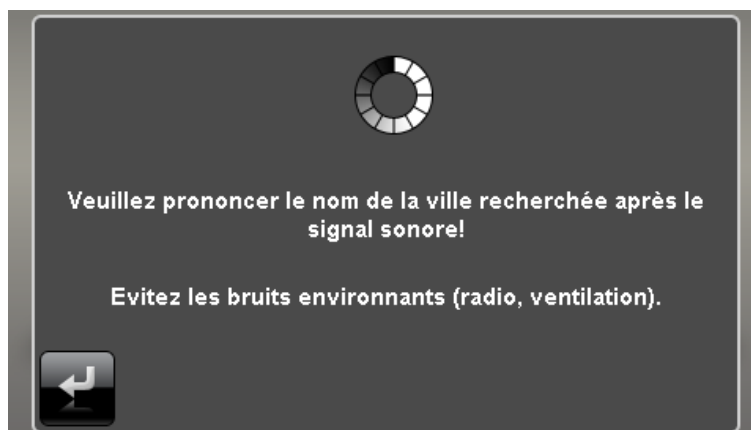 Veuillez prononcer le nom de la ville recherchée après le
signal sonore!
Evitez les bruits environnants (radio, ventilation).